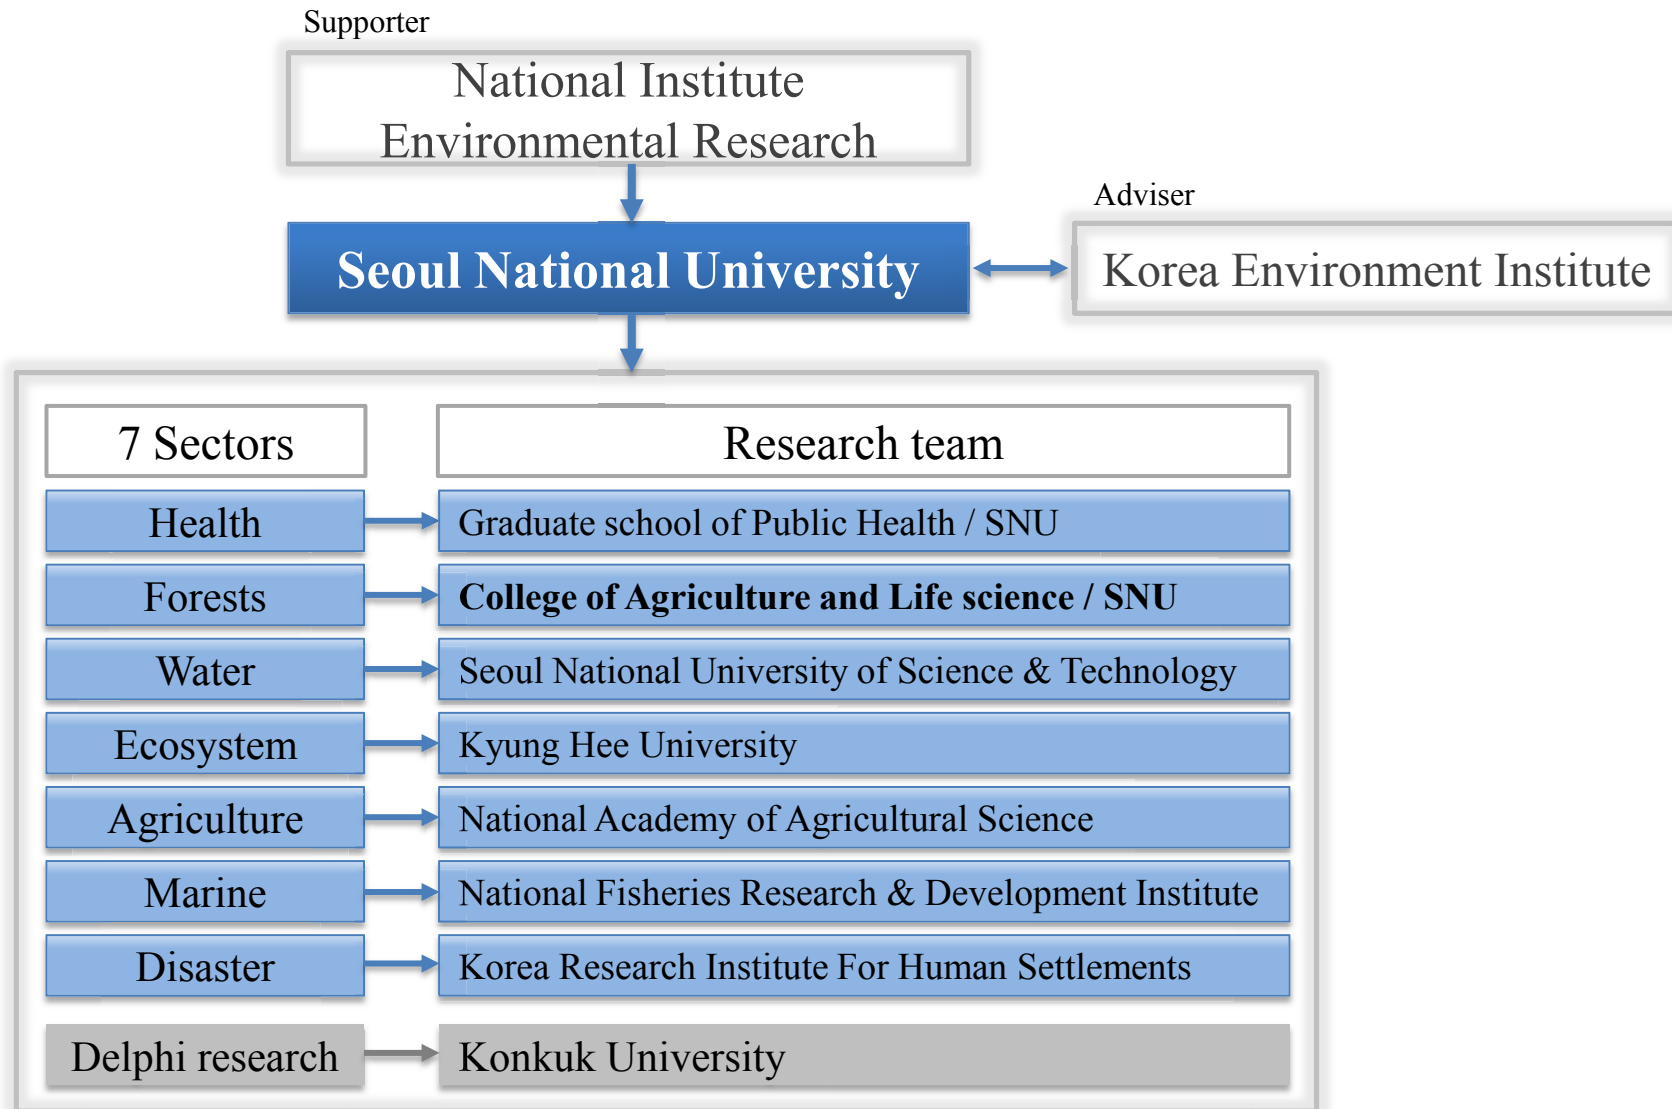 Supporter
National Institute
Environmental Research
Adviser
Seoul National University
Korea Environment Institute
7 Sectors
Research team
Health
Graduate school of Public Health / SNU
Forests
College of Agriculture and Life science / SNU
Water
Seoul National University of Science & Technology
Ecosystem
Kyung Hee University
Agriculture
National Academy of Agricultural Science
Marine
National Fisheries Research & Development Institute
Disaster
Korea Research Institute For Human Settlements
Delphi research
Konkuk University